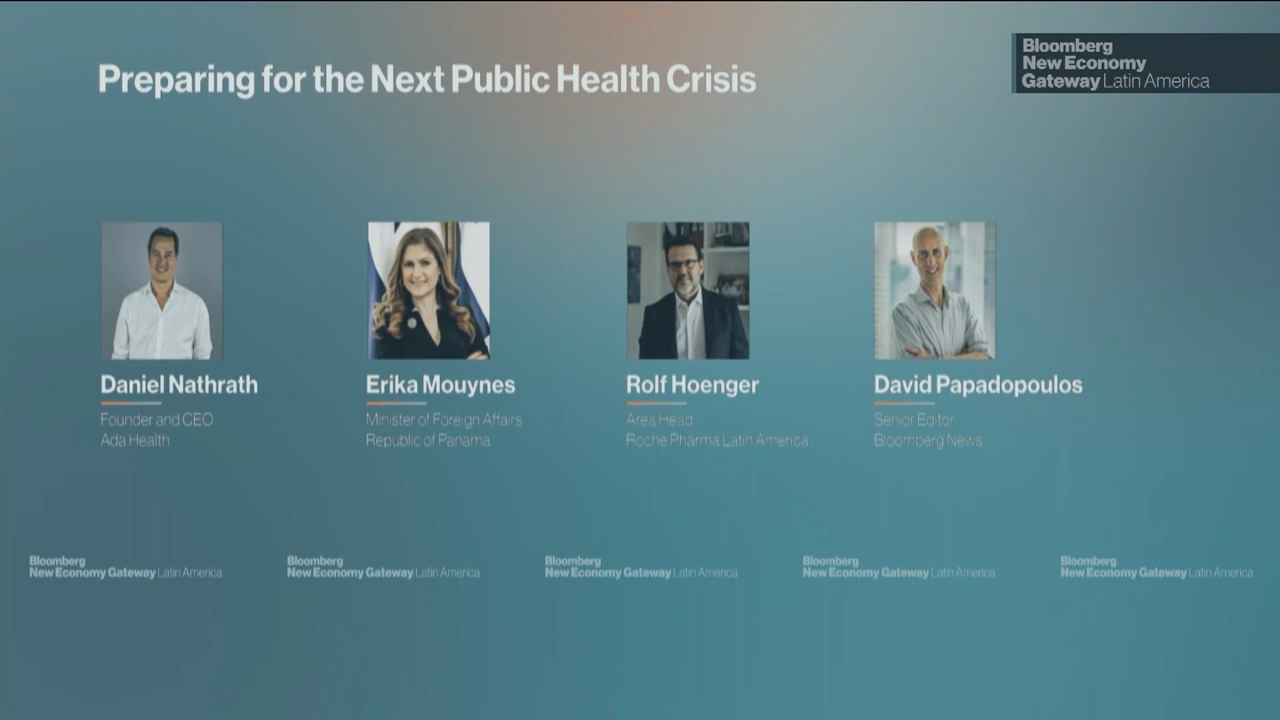 Preparing for the Next Public Health Crisis
Bloomberg
New Economy
Gateway Latin America
Daniel Nathrath
Founder and CEO
Ada Health
Erika Mouynes
Minister of Foreign Affairs
Republic of Panama
Rolf Hoenger
Area Head
Roche Pharma Latin America
David Papadopoulos
Senior Editor
Bloomberg News
Bloomberg
New Economy Gateway Latin America
Bloomberg
New Economy Gateway Latin America
Bloomberg
New Economy Gateway Latin America
Bloomberg
New Economy Gateway Latin America
Bloomberg
New Economy Gateway Latin America